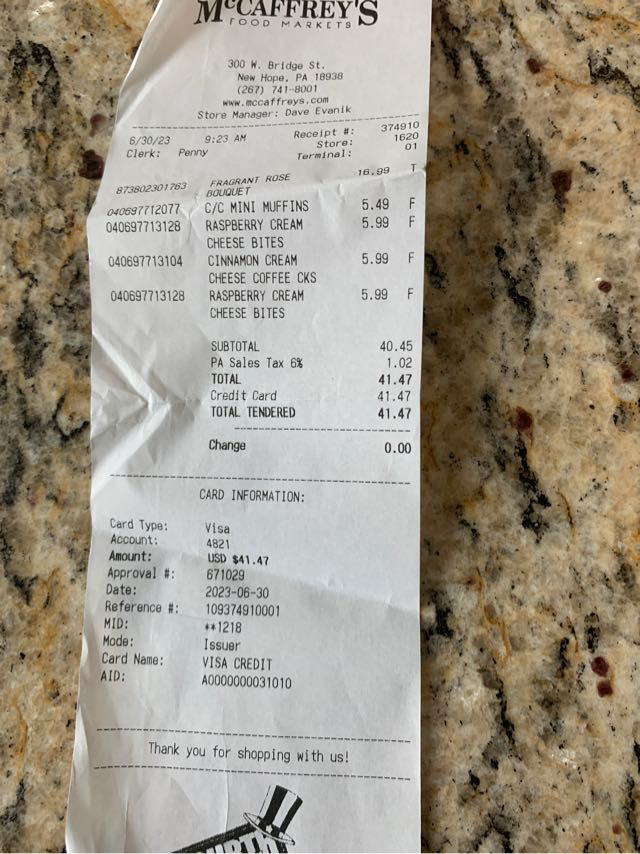 McCAFFREY'S
FOOD MARKETS
300 W. Bridge St.
New Hope, PA 18938
(267) 741-8001
www.mccaffreys.com
Store Manager: Dave Evanik
6/30/23 9:23 AM Receipt #: 374910
Clerk: Penny Store: 1620
Terminal: 01
873802301763 FRAGRANT ROSE 16.99 T
BOUQUET
040697712077 C/C MINI MUFFINS 5.49 F
040697713128 RASPBERRY CREAM 5.99 F
CHEESE BITES
040697713104 CINNAMON CREAM 5.99 F
CHEESE COFFEE CKS
040697713128 RASPBERRY CREAM 5.99 F
CHEESE BITES
SUBTOTAL 40.45
PA Sales Tax 6% 1.02
TOTAL 41.47
Credit Card 41.47
TOTAL TENDERED 41.47
Change 0.00
CARD INFORMATION:
Card Type: Visa
Account: 4821
Amount: USD $41.47
Approval #: 671029
Date: 2023-06-30
Reference #: 109374910001
MID: **1218
Mode: Issuer
Card Name: VISA CREDIT
AID: A0000000031010
Thank you for shopping with us!